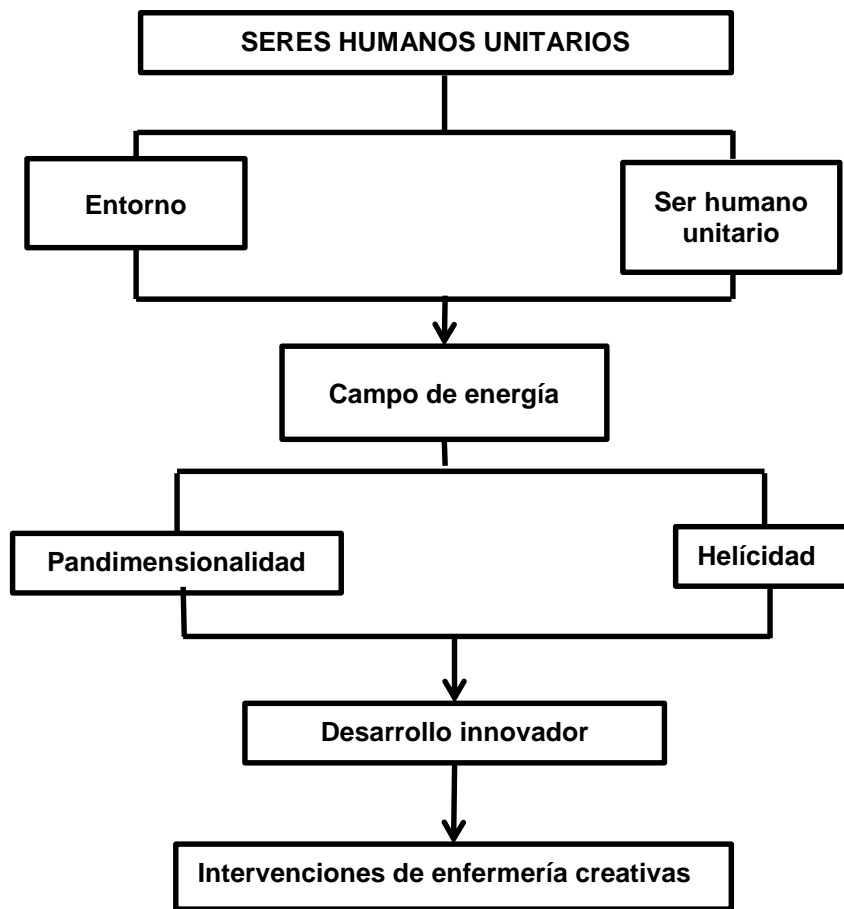 SERES HUMANOS UNITARIOS
Entorno
Ser humano
unitario
Campo de energía
Pandimensionalidad
Helícidad
Desarrollo innovador
Intervenciones de enfermería creativas